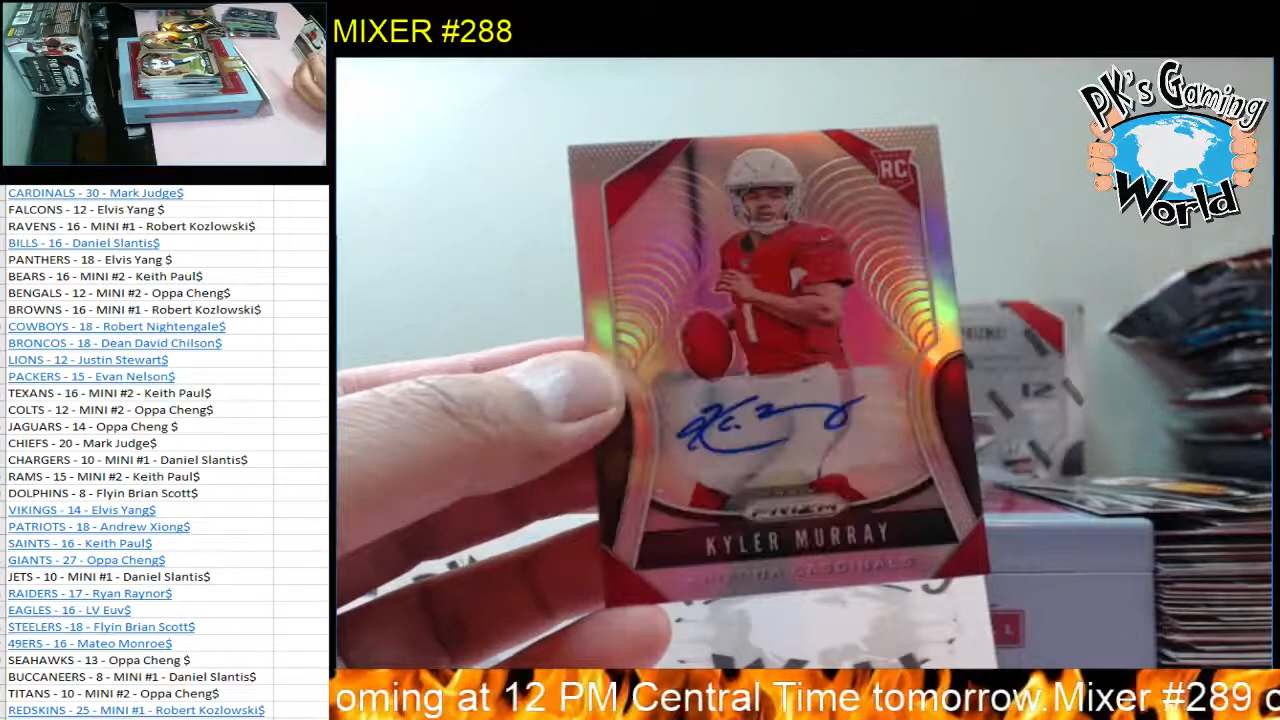 MIXER #288
PK's Gaming
World
RC
1
PRIZM
KYLER MURRAY
ARIZONA CARDINALS
12
CARDINALS - 30 - Mark Judge$
FALCONS - 12 - Elvis Yang $
RAVENS - 16 - MINI #1 - Robert Kozlowski$
BILLS - 16 - Daniel Slantis$
PANTHERS - 18 - Elvis Yang $
BEARS - 16 - MINI #2 - Keith Paul$
BENGALS - 12 - MINI #2 - Oppa Cheng$
BROWNS - 16 - MINI #1 - Robert Kozlowski$
COWBOYS - 18 - Robert Nightengale$
BRONCOS - 18 - Dean David Chilson$
LIONS - 12 - Justin Stewart$
PACKERS - 15 - Evan Nelson$
TEXANS - 16 - MINI #2 - Keith Paul$
COLTS - 12 - MINI #2 - Oppa Cheng$
JAGUARS - 14 - Oppa Cheng $
CHIEFS - 20 - Mark Judge$
CHARGERS - 10 - MINI #1 - Daniel Slantis$
RAMS - 15 - MINI #2 - Keith Paul$
DOLPHINS - 8 - Flyin Brian Scott$
VIKINGS - 14 - Elvis Yang$
PATRIOTS - 18 - Andrew Xiong$
SAINTS - 16 - Keith Paul$
GIANTS - 27 - Oppa Cheng$
JETS - 10 - MINI #1 - Daniel Slantis$
RAIDERS - 17 - Ryan Raynor$
EAGLES - 16 - LV Euv$
STEELERS -18 - Flyin Brian Scott$
49ERS - 16 - Mateo Monroe$
SEAHAWKS - 13 - Oppa Cheng $
BUCCANEERS - 8 - MINI #1 - Daniel Slantis$
TITANS - 10 - MINI #2 - Oppa Cheng$
REDSKINS - 25 - MINI #1 - Robert Kozlowski$
oming at 12 PM Central Time tomorrow.Mixer #289 c